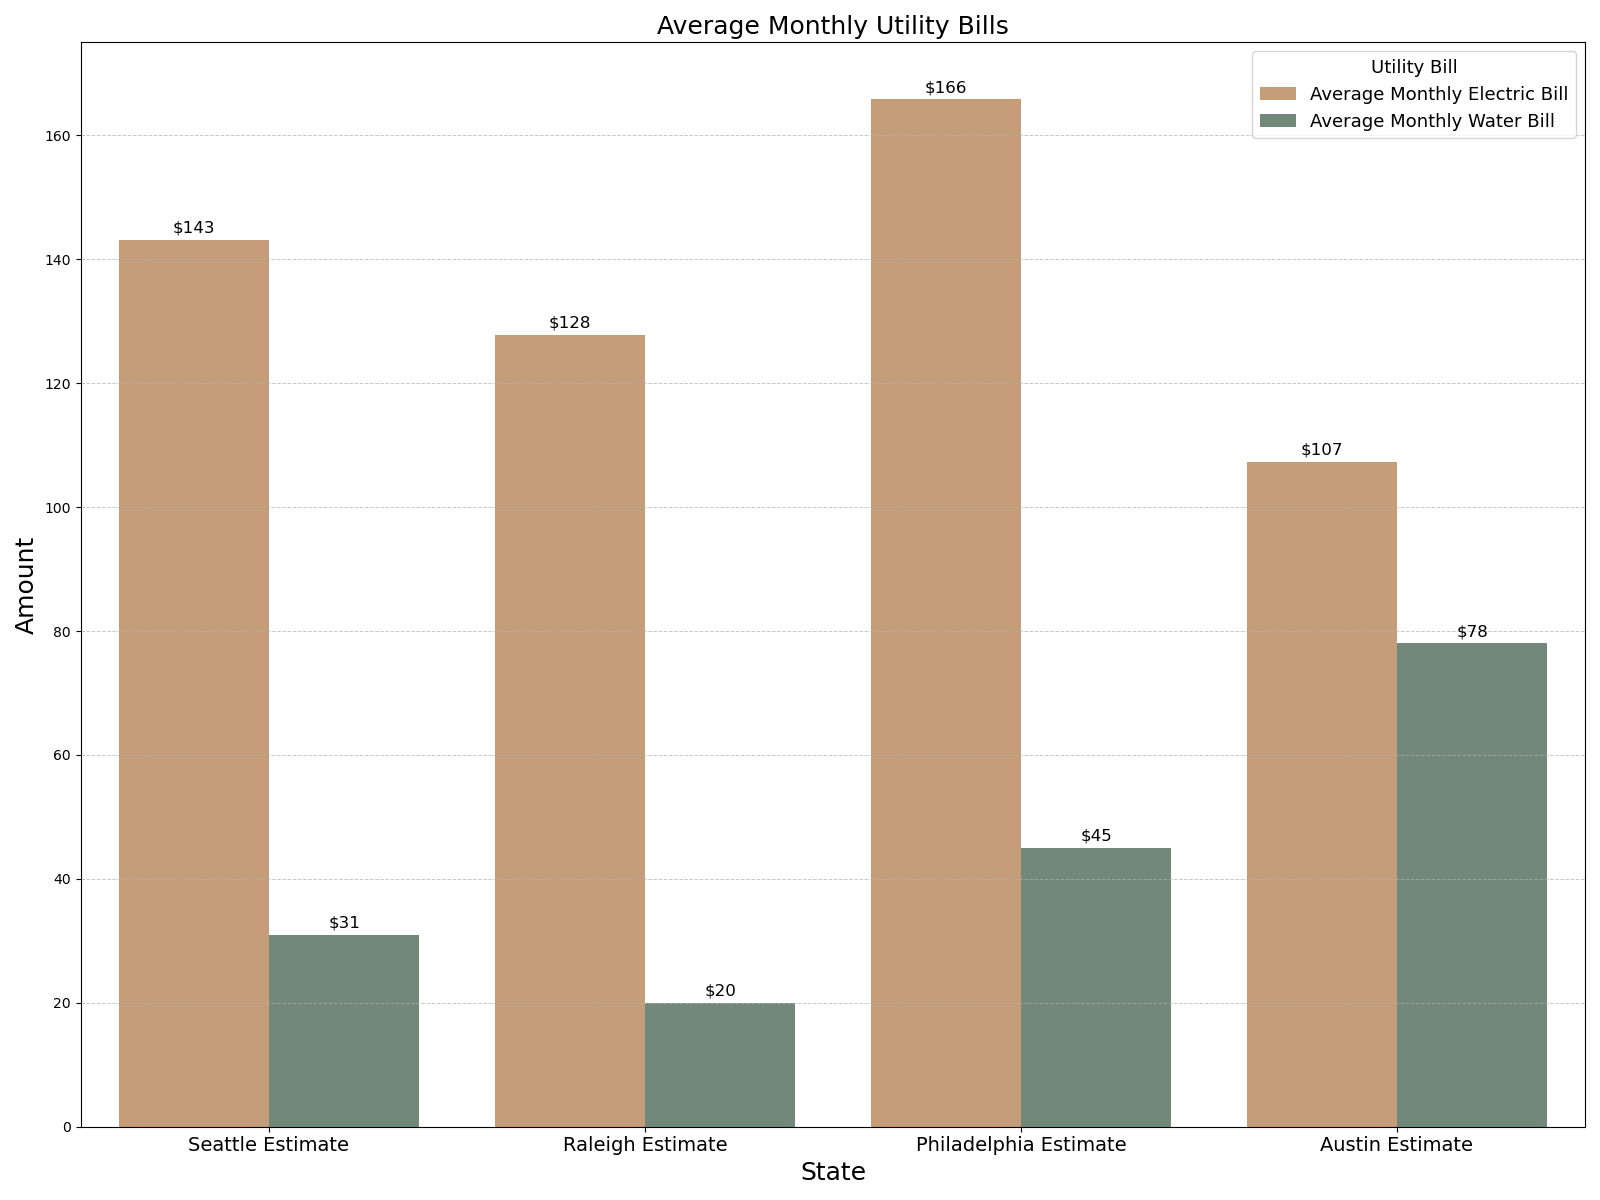 Average Monthly Utility Bills
Utility Bill
Average Monthly Electric Bill
Average Monthly Water Bill
Amount
160
140
120
100
80
60
40
20
0
$143
$31
$128
$20
$166
$45
$107
$78
Seattle Estimate
Raleigh Estimate
Philadelphia Estimate
Austin Estimate
State